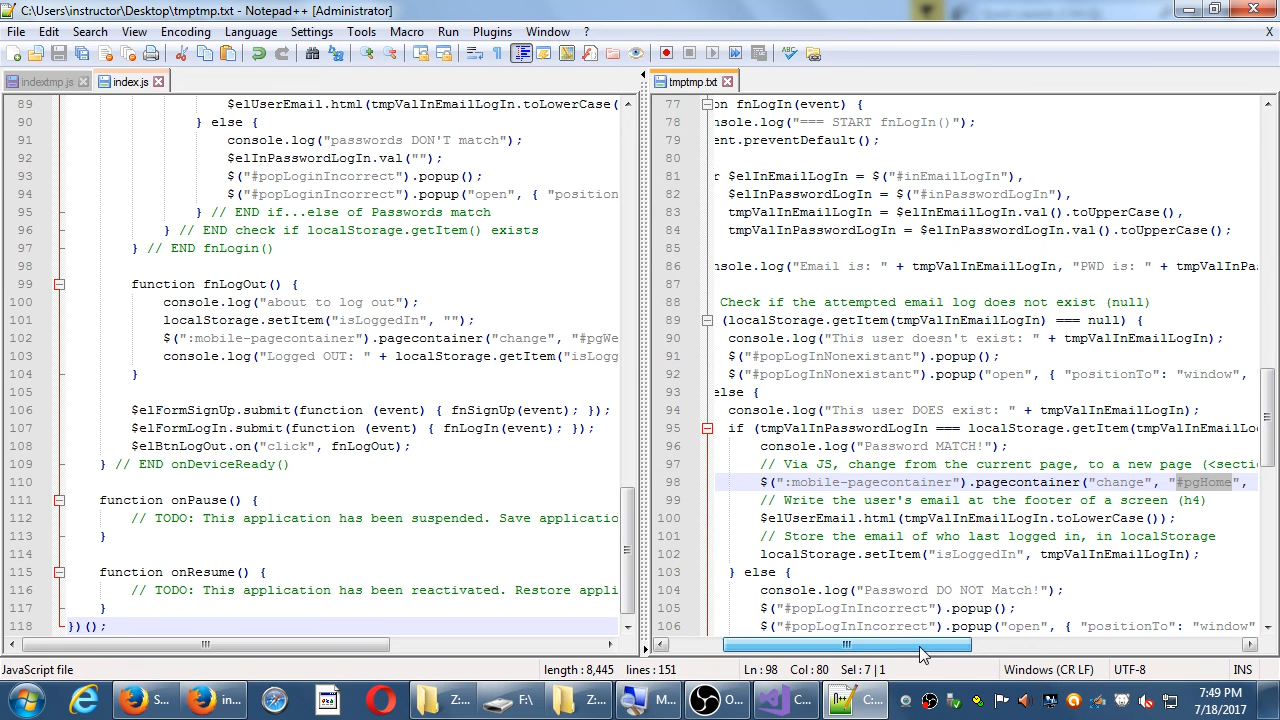 C:\Users\instructor\Desktop\tmptmp.txt - Notepad++ [Administrator]
File Edit Search View Encoding Language Settings Tools Macro Run Plugins Window ? X
indextmp.js index.js
89 $elUserEmail.html(tmpValInEmailLogIn.toLowerCase(
90 } else {
91 console.log("passwords DON'T match");
92 $elInPasswordLogIn.val("");
93 $("#popLoginIncorrect").popup();
94 $("#popLoginIncorrect").popup("open", { "position
95 } // END if...else of Passwords match
96 } // END check if localStorage.getItem() exists
97 } // END fnLogin()
98
99 function fnLogOut() {
100 console.log("about to log out");
101 localStorage.setItem("isLoggedIn", "");
102 $(":mobile-pagecontainer").pagecontainer("change", "#pgWe
103 console.log("Logged OUT: " + localStorage.getItem("isLogg
104 }
105
106 $elFormSignUp.submit(function (event) { fnSignUp(event); });
107 $elFormLogIn.submit(function (event) { fnLogIn(event); });
108 $elBtnLogOut.on("click", fnLogOut);
109 } // END onDeviceReady()
110
111 function onPause() {
112 // TODO: This application has been suspended. Save applicatio
113 }
114
115 function onResume() {
116 // TODO: This application has been reactivated. Restore appli
117 }
118 })();
tmptmp.txt
77 on fnLogIn(event) {
78 nsole.log("=== START fnLogIn()");
79 ent.preventDefault();
80
81 r $elInEmailLogIn = $("#inEmailLogIn"),
82 $elInPasswordLogIn = $("#inPasswordLogIn"),
83 tmpValInEmailLogIn = $elInEmailLogIn.val().toUpperCase(),
84 tmpValInPasswordLogIn = $elInPasswordLogIn.val().toUpperCase();
85
86 nsole.log("Email is: " + tmpValInEmailLogIn, "PWD is: " + tmpValInPa
87
88 Check if the attempted email log does not exist (null)
89 (localStorage.getItem(tmpValInEmailLogIn) === null) {
90 console.log("This user doesn't exist: " + tmpValInEmailLogIn);
91 $("#popLogInNonexistant").popup();
92 $("#popLogInNonexistant").popup("open", { "positionTo": "window",
93 else {
94 console.log("This user DOES exist: " + tmpValInEmailLogIn);
95 if (tmpValInPasswordLogIn === localStorage.getItem(tmpValInEmailLo
96 console.log("Password MATCH!");
97 // Via JS, change from the current page, to a new page (<secti
98 $(":mobile-pagecontainer").pagecontainer("change", "#pgHome",
99 // Write the user's email at the footer of a screen (h4)
100 $elUserEmail.html(tmpValInEmailLogIn.toLowerCase());
101 // Store the email of who last logged in, in localStorage
102 localStorage.setItem("isLoggedIn", tmpValInEmailLogIn);
103 } else {
104 console.log("Password DO NOT Match!");
105 $("#popLogInIncorrect").popup();
106 $("#popLogInIncorrect").popup("open", { "positionTo": "window"
JavaScript file length : 8,445 lines : 151 Ln : 98 Col : 80 Sel : 7 | 1 Windows (CR LF) UTF-8 INS
S... in... Z:... F:\ Z:... M... O... C... C:...
7:49 PM
7/18/2017